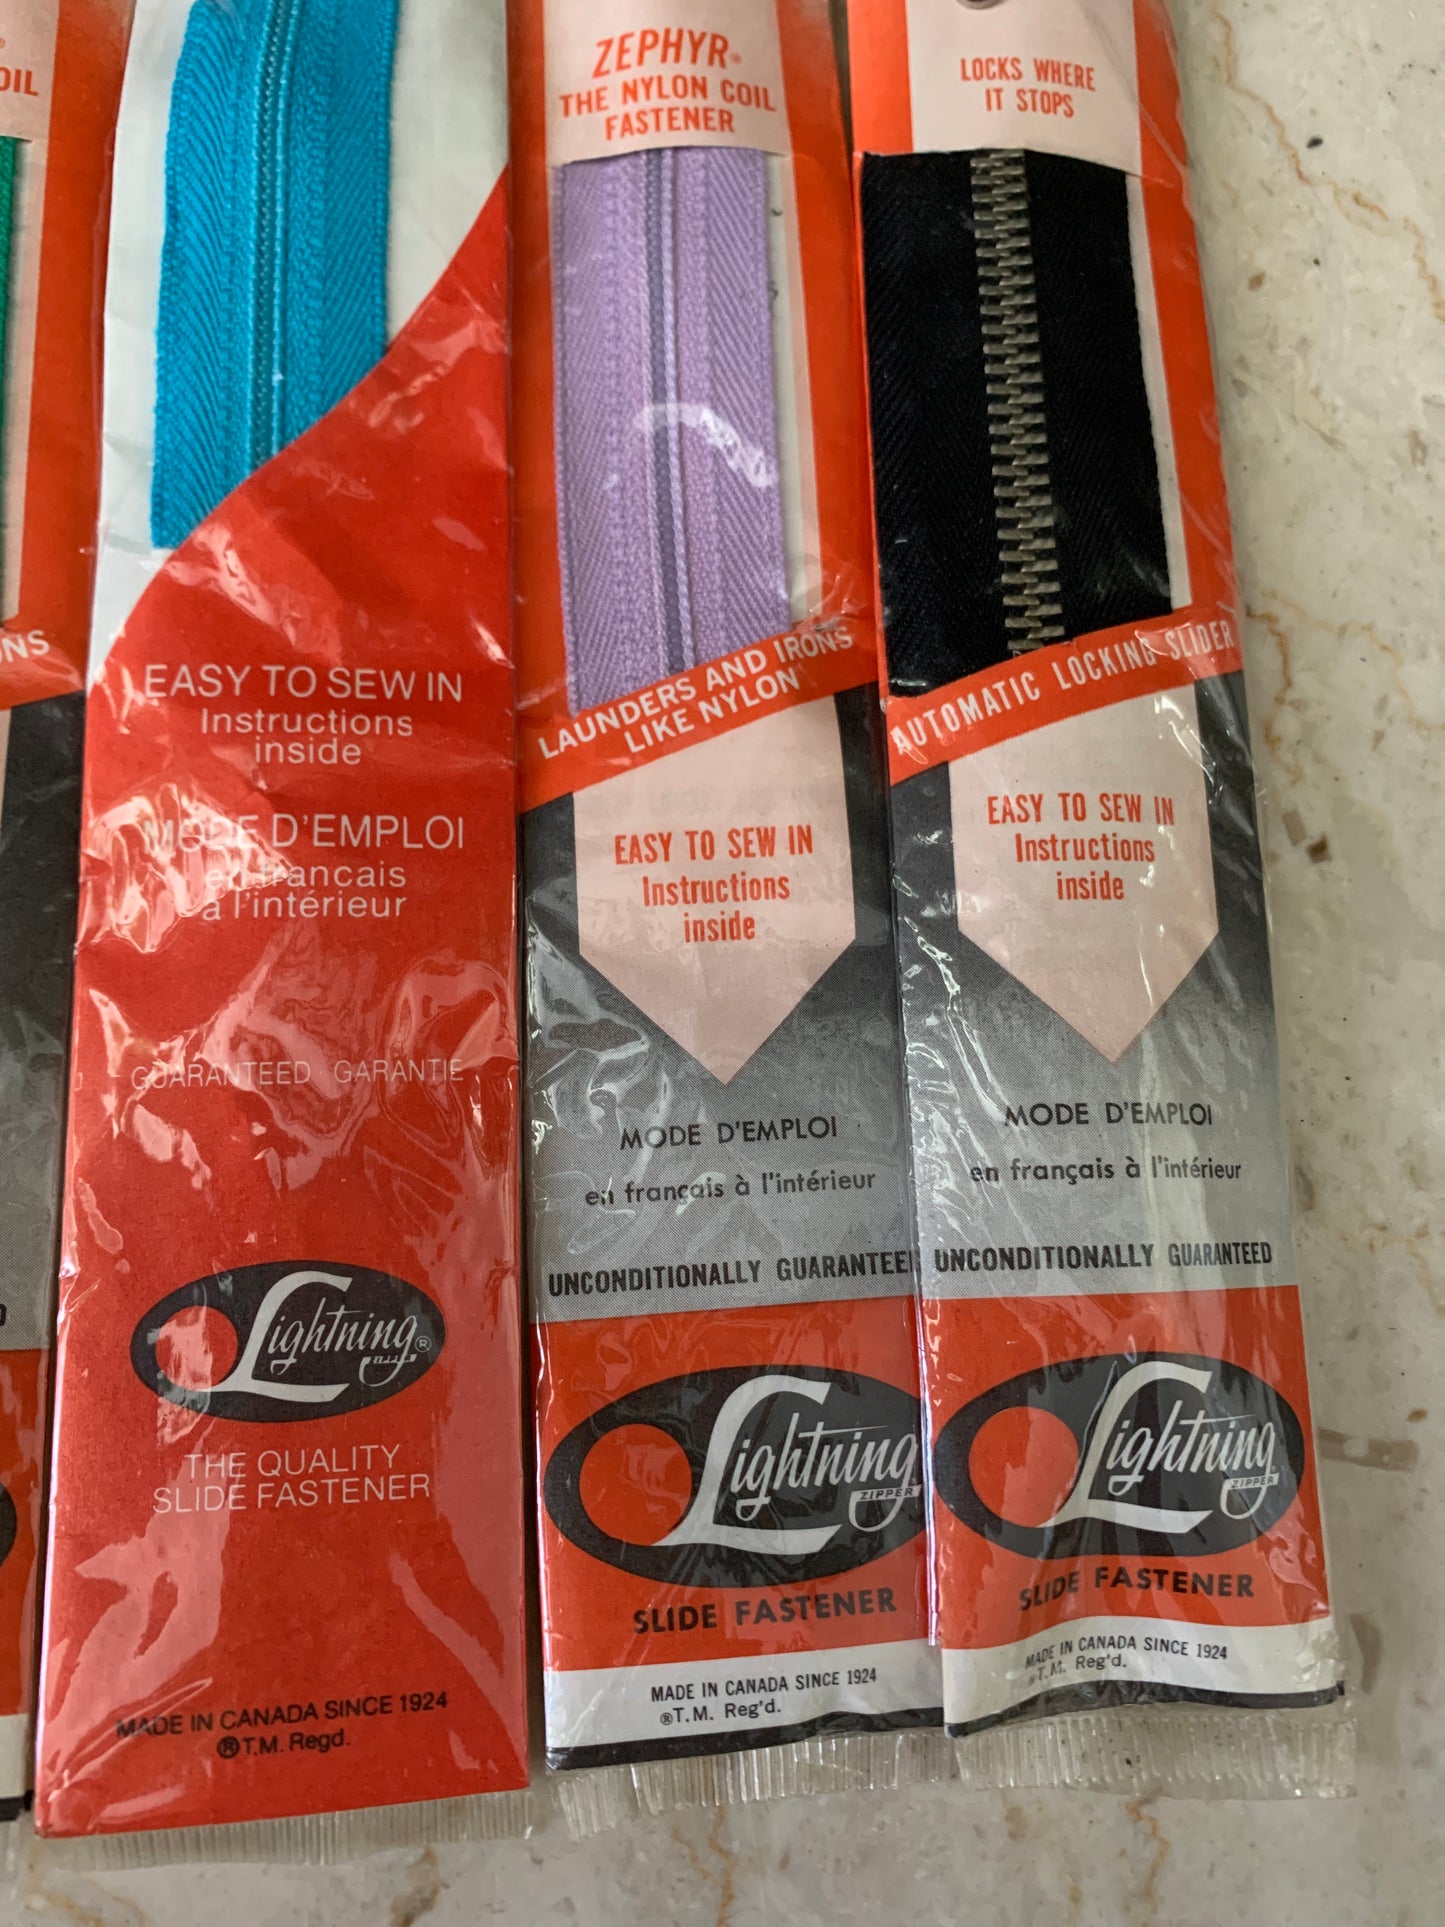 OIL
ONS
EASY TO SEW IN
Instructions
inside
MODE D'EMPLOI
en francais
à l'intérieur
GUARANTEED GARANTIE
Lightning®
ZIPPER
THE QUALITY
SLIDE FASTENER
MADE IN CANADA SINCE 1924
®T.M. Regd.
ZEPHYR®
THE NYLON COIL
FASTENER
LAUNDERS AND IRONS
LIKE NYLON
EASY TO SEW IN
Instructions
inside
MODE D'EMPLOI
en français à l'intérieur
UNCONDITIONALLY GUARANTEED
Lightning
ZIPPER
SLIDE FASTENER
MADE IN CANADA SINCE 1924
®T.M. Reg'd.
LOCKS WHERE
IT STOPS
AUTOMATIC LOCKING SLIDER
EASY TO SEW IN
Instructions
inside
MODE D'EMPLOI
en français à l'intérieur
UNCONDITIONALLY GUARANTEED
Lightning
ZIPPER
SLIDE FASTENER
MADE IN CANADA SINCE 1924
®T.M. Reg'd.